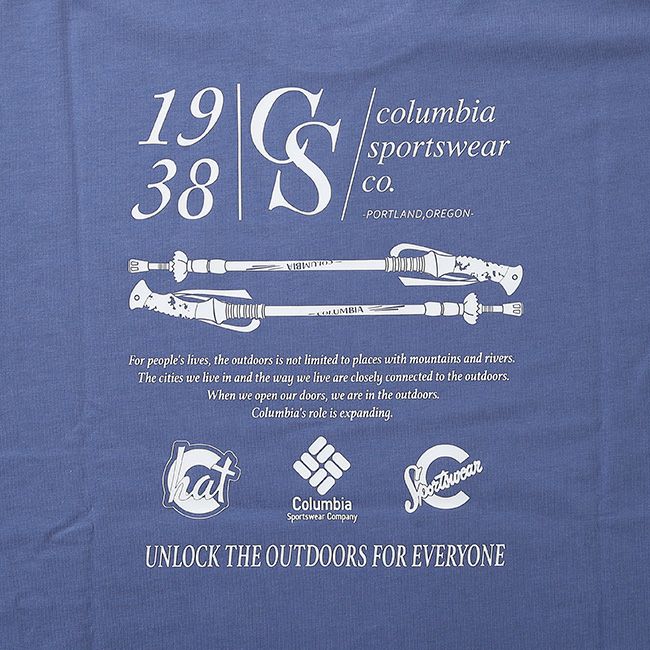 19
38
CS
columbia
sportswear
co.
-PORTLAND,OREGON-
COLUMBIA
COLUMBIA
For people's lives, the outdoors is not limited to places with mountains and rivers.
The cities we live in and the way we live are closely connected to the outdoors.
When we open our doors, we are in the outdoors.
Columbia's role is expanding.
Chat
Columbia
Sportswear Company
C Sportswear
UNLOCK THE OUTDOORS FOR EVERYONE